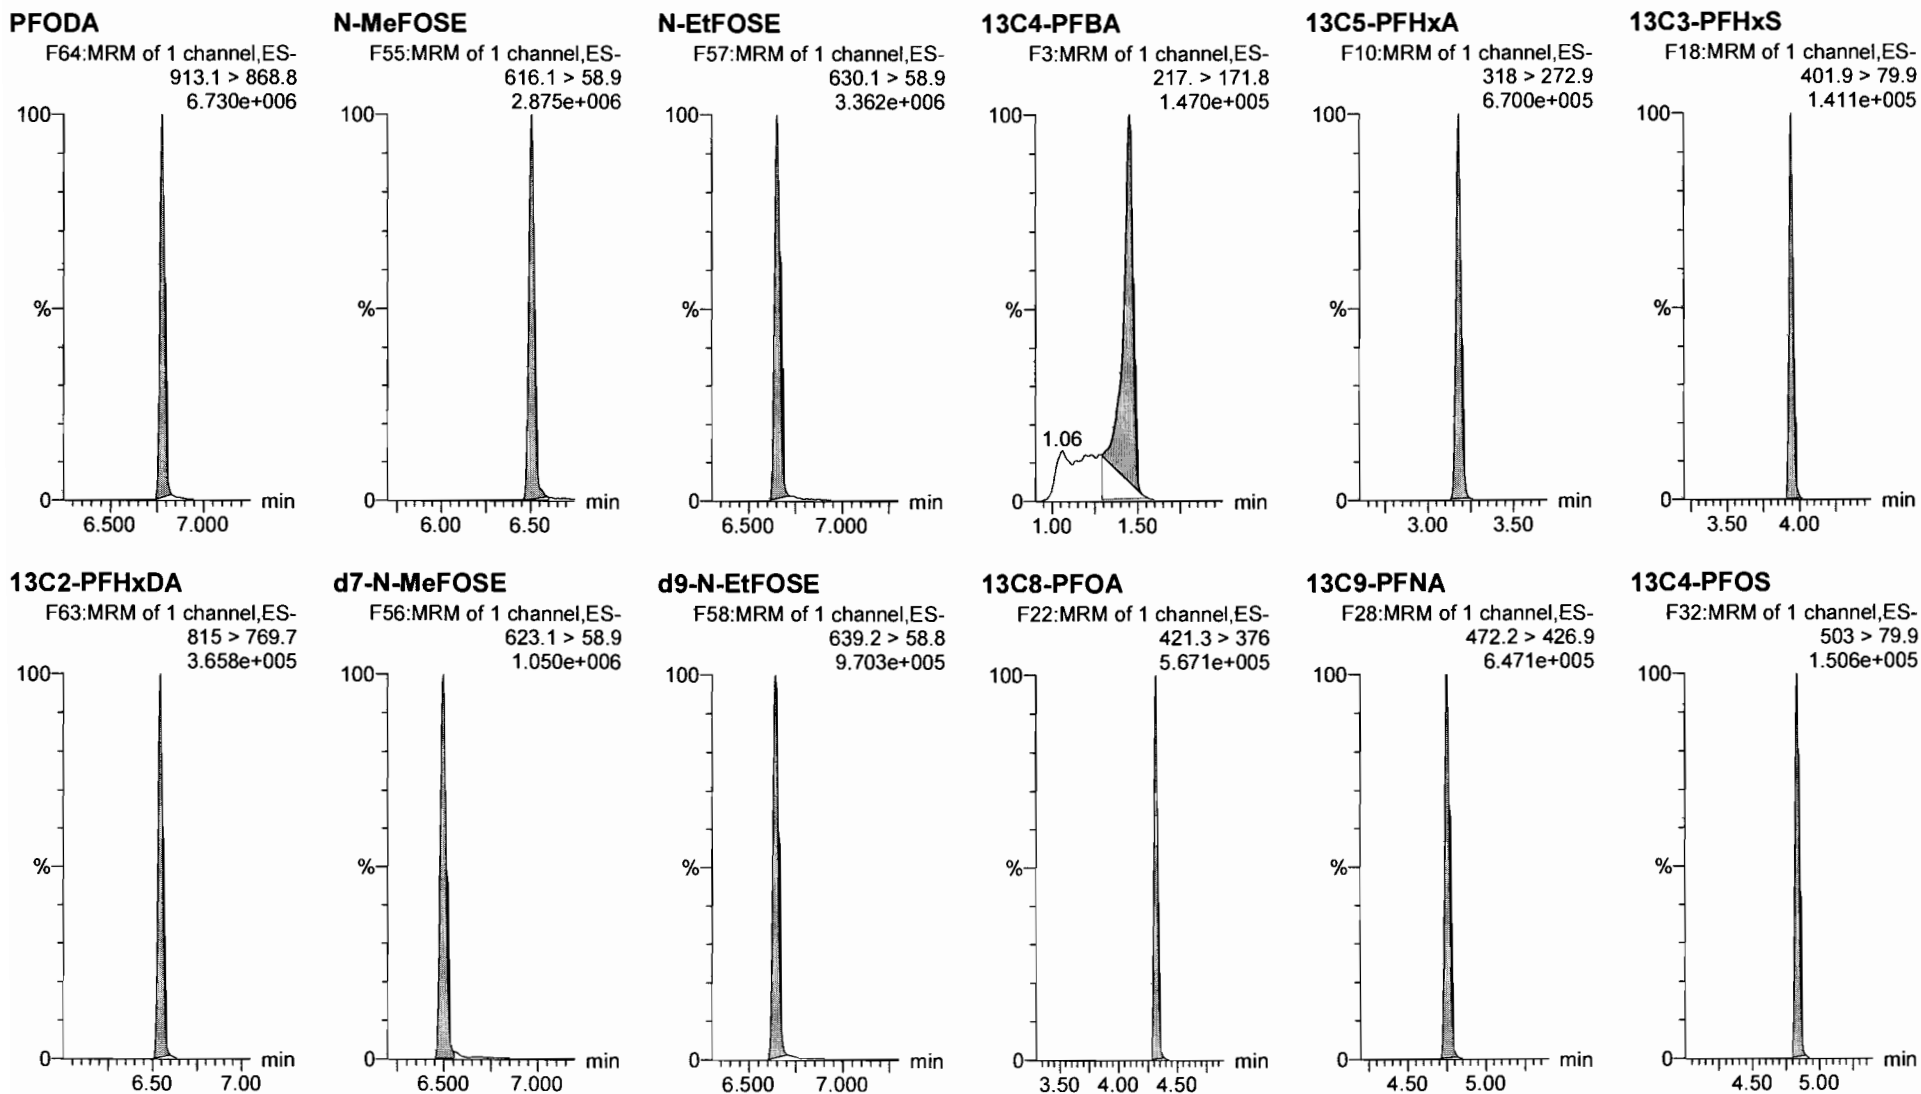 PFODA
F64:MRM of 1 channel,ES-
913.1 > 868.8
6.730e+006
100
%
0
6.500 7.000 min
N-MeFOSE
F55:MRM of 1 channel,ES-
616.1 > 58.9
2.875e+006
100
%
0
6.00 6.50 min
N-EtFOSE
F57:MRM of 1 channel,ES-
630.1 > 58.9
3.362e+006
100
%
0
6.500 7.000 min
13C4-PFBA
F3:MRM of 1 channel,ES-
217. > 171.8
1.470e+005
100
%
1.06
0
1.00 1.50 min
13C5-PFHxA
F10:MRM of 1 channel,ES-
318 > 272.9
6.700e+005
100
%
0
3.00 3.50 min
13C3-PFHxS
F18:MRM of 1 channel,ES-
401.9 > 79.9
1.411e+005
100
%
0
3.50 4.00 min
13C2-PFHxDA
F63:MRM of 1 channel,ES-
815 > 769.7
3.658e+005
100
%
0
6.50 7.00 min
d7-N-MeFOSE
F56:MRM of 1 channel,ES-
623.1 > 58.9
1.050e+006
100
%
0
6.500 7.000 min
d9-N-EtFOSE
F58:MRM of 1 channel,ES-
639.2 > 58.8
9.703e+005
100
%
0
6.500 7.000 min
13C8-PFOA
F22:MRM of 1 channel,ES-
421.3 > 376
5.671e+005
100
%
0
3.50 4.00 4.50 min
13C9-PFNA
F28:MRM of 1 channel,ES-
472.2 > 426.9
6.471e+005
100
%
0
4.50 5.00 min
13C4-PFOS
F32:MRM of 1 channel,ES-
503 > 79.9
1.506e+005
100
%
0
4.50 5.00 min